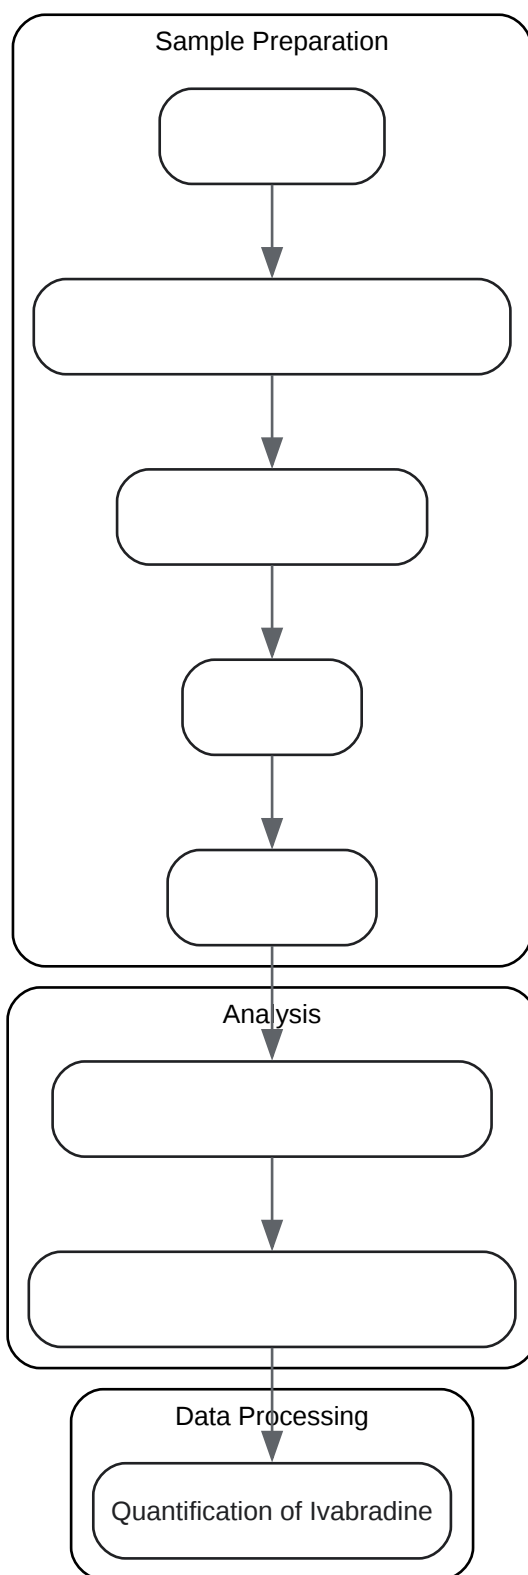 Sample Preparation
Analysis
Data Processing
Quantification of Ivabradine